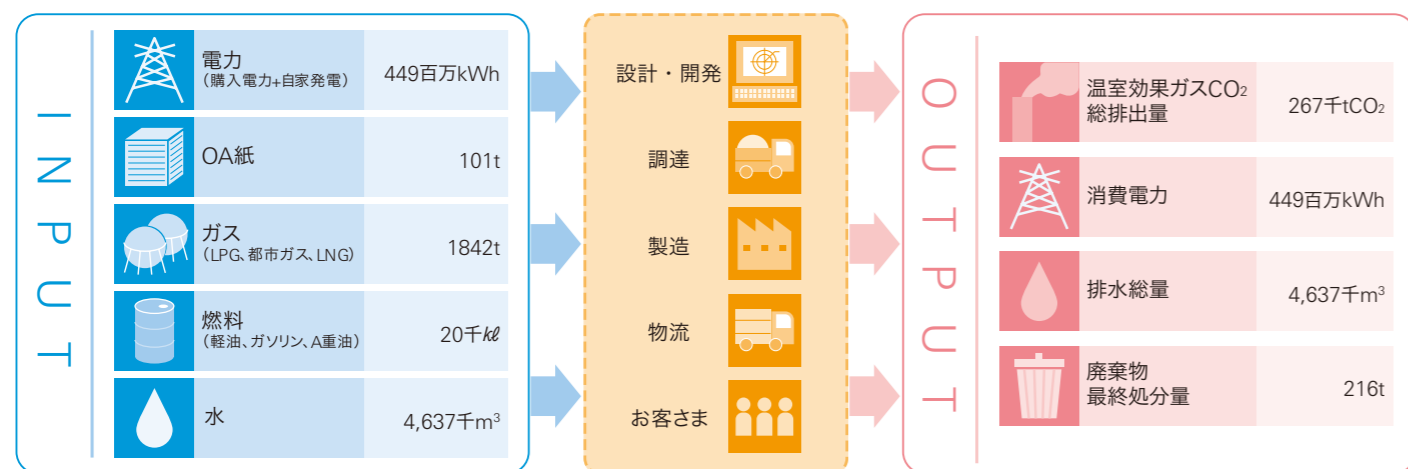 INPUT
電力
(購入電力+自家発電)
449百万kWh
OA紙
101t
ガス
(LPG、都市ガス、LNG)
1842t
燃料
(軽油、ガソリン、A重油)
20千㎘
水
4,637千m³
設計・開発
調達
製造
物流
お客さま
OUTPUT
温室効果ガスCO₂
総排出量
267千tCO₂
消費電力
449百万kWh
排水総量
4,637千m³
廃棄物
最終処分量
216t